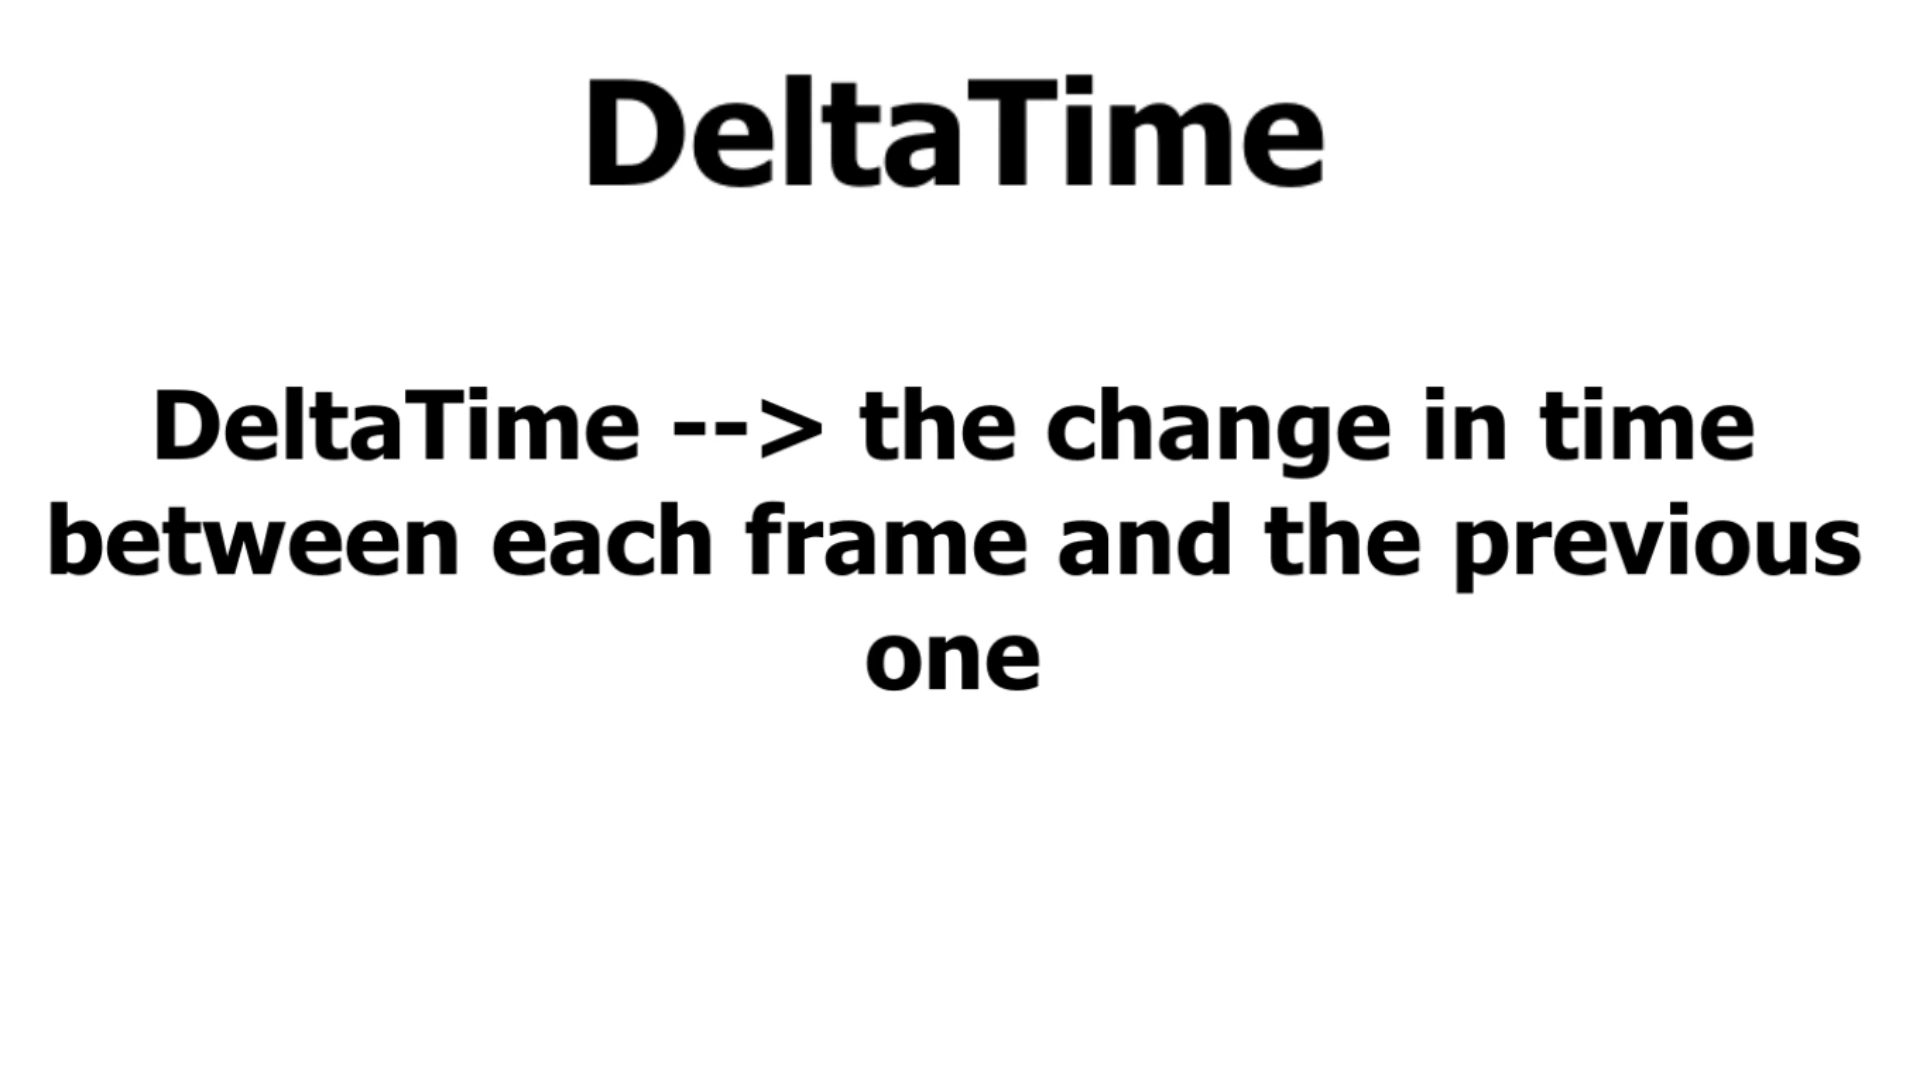 DeltaTime
DeltaTime --> the change in time
between each frame and the previous
one